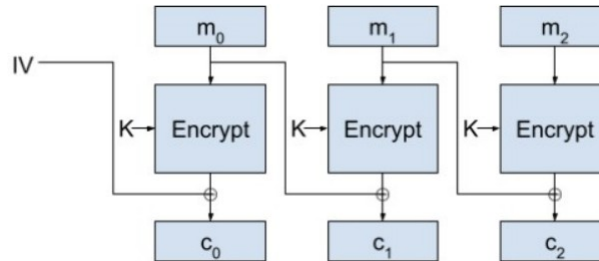 m₀ m₁ m₂
IV
K Encrypt K Encrypt K Encrypt
c₀ c₁ c₂